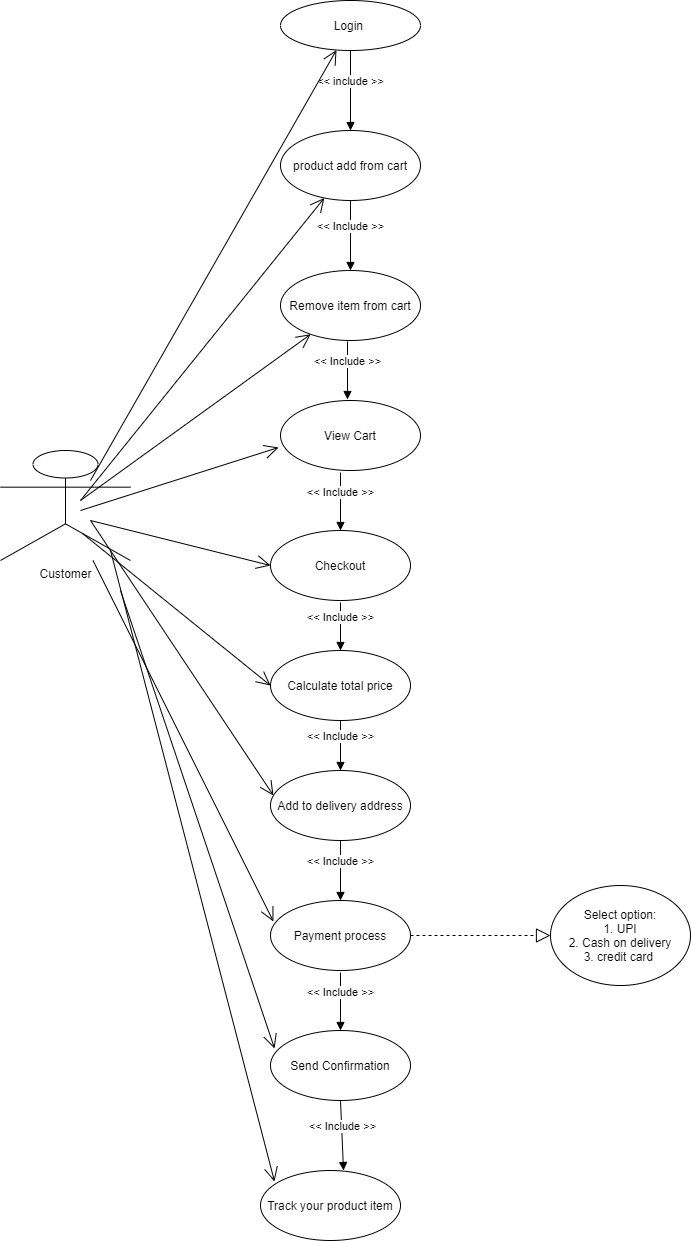 Login
<< include >>
product add from cart
<< Include >>
Remove item from cart
<< Include >>
View Cart
<< Include >>
Checkout
Customer
<< Include >>
Calculate total price
<< Include >>
Add to delivery address
<< Include >>
Payment process
Select option:
1. UPI
2. Cash on delivery
3. credit card
<< Include >>
Send Confirmation
<< Include >>
Track your product item